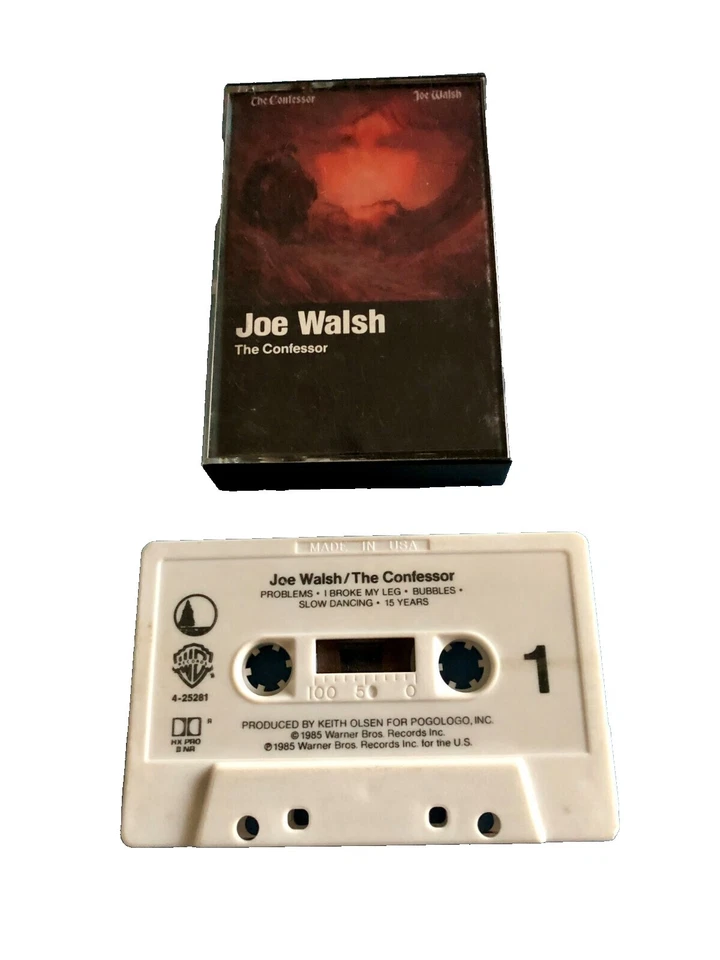 The Confessor Joe Walsh
Joe Walsh
The Confessor
MADE IN USA
Joe Walsh/The Confessor
PROBLEMS • I BROKE MY LEG • BUBBLES •
SLOW DANCING • 15 YEARS
1
4-25281
100 50 0
HX PRO
B NR
PRODUCED BY KEITH OLSEN FOR POGOLOGO, INC.
©1985 Warner Bros. Records Inc.
℗1985 Warner Bros. Records Inc. for the U.S.